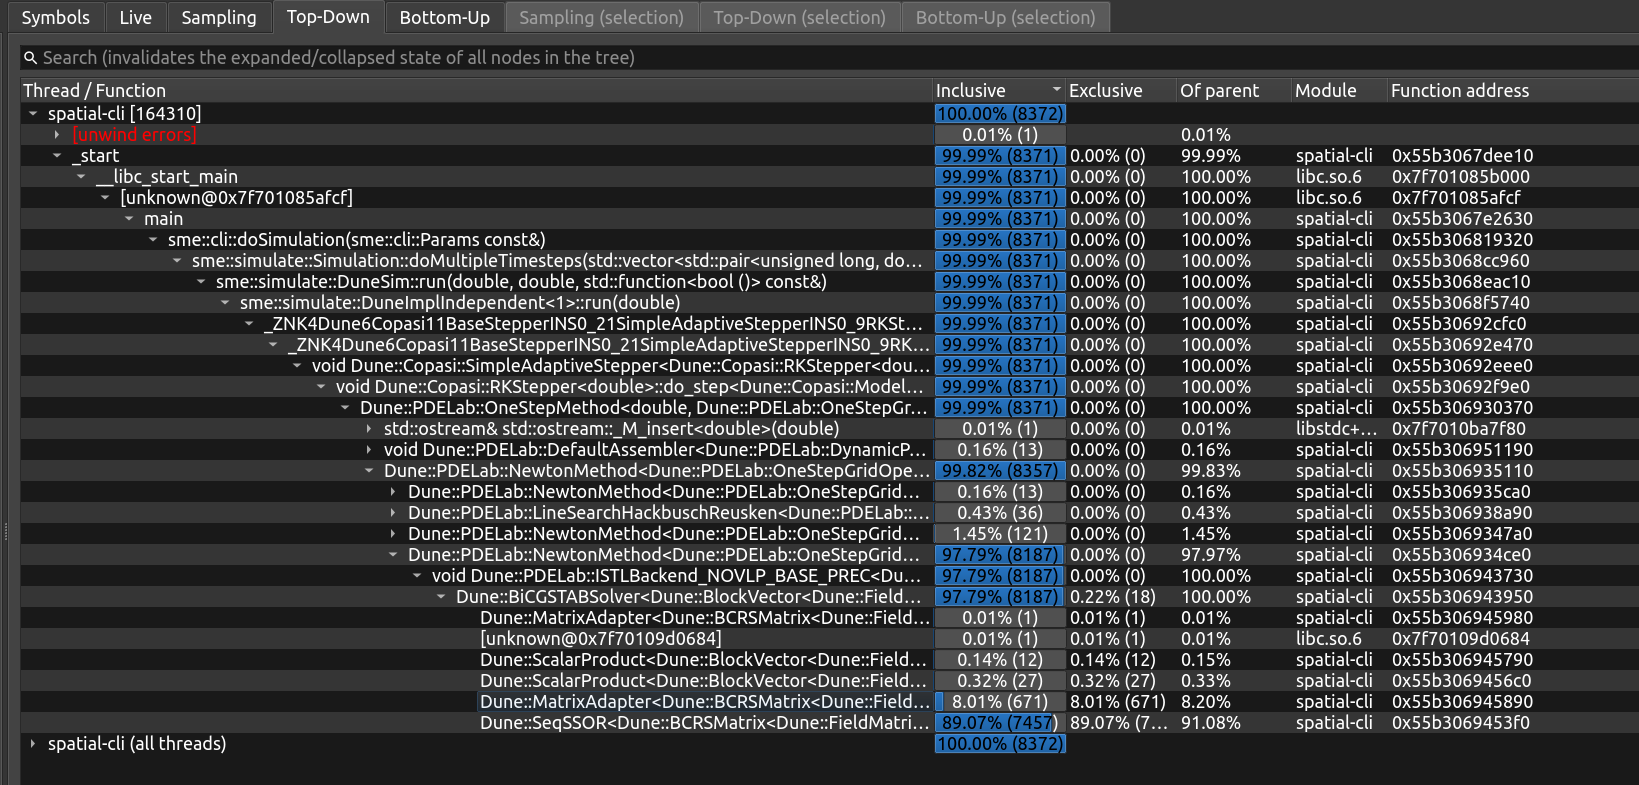 Symbols Live Sampling Top-Down Bottom-Up Sampling (selection) Top-Down (selection) Bottom-Up (selection)
Search (invalidates the expanded/collapsed state of all nodes in the tree)
Thread / Function Inclusive Exclusive Of parent Module Function address
spatial-cli [164310] 100.00% (8372)
[unwind errors] 0.01% (1) 0.01%
_start 99.99% (8371) 0.00% (0) 99.99% spatial-cli 0x55b3067dee10
__libc_start_main 99.99% (8371) 0.00% (0) 100.00% libc.so.6 0x7f701085b000
[unknown@0x7f701085afcf] 99.99% (8371) 0.00% (0) 100.00% libc.so.6 0x7f701085afcf
main 99.99% (8371) 0.00% (0) 100.00% spatial-cli 0x55b3067e2630
sme::cli::doSimulation(sme::cli::Params const&) 99.99% (8371) 0.00% (0) 100.00% spatial-cli 0x55b306819320
sme::simulate::Simulation::doMultipleTimesteps(std::vector<std::pair<unsigned long, do... 99.99% (8371) 0.00% (0) 100.00% spatial-cli 0x55b3068cc960
sme::simulate::DuneSim::run(double, double, std::function<bool ()> const&) 99.99% (8371) 0.00% (0) 100.00% spatial-cli 0x55b3068eac10
sme::simulate::DuneImplIndependent<1>::run(double) 99.99% (8371) 0.00% (0) 100.00% spatial-cli 0x55b3068f5740
_ZNK4Dune6Copasi11BaseStepperINS0_21SimpleAdaptiveStepperINS0_9RKSt... 99.99% (8371) 0.00% (0) 100.00% spatial-cli 0x55b30692cfc0
_ZNK4Dune6Copasi11BaseStepperINS0_21SimpleAdaptiveStepperINS0_9RK... 99.99% (8371) 0.00% (0) 100.00% spatial-cli 0x55b30692e470
void Dune::Copasi::SimpleAdaptiveStepper<Dune::Copasi::RKStepper<dou... 99.99% (8371) 0.00% (0) 100.00% spatial-cli 0x55b30692eee0
void Dune::Copasi::RKStepper<double>::do_step<Dune::Copasi::Model... 99.99% (8371) 0.00% (0) 100.00% spatial-cli 0x55b30692f9e0
Dune::PDELab::OneStepMethod<double, Dune::PDELab::OneStepGr... 99.99% (8371) 0.00% (0) 100.00% spatial-cli 0x55b306930370
std::ostream& std::ostream::_M_insert<double>(double) 0.01% (1) 0.00% (0) 0.01% libstdc+... 0x7f7010ba7f80
void Dune::PDELab::DefaultAssembler<Dune::PDELab::DynamicP... 0.16% (13) 0.00% (0) 0.16% spatial-cli 0x55b306951190
Dune::PDELab::NewtonMethod<Dune::PDELab::OneStepGridOpe... 99.82% (8357) 0.00% (0) 99.83% spatial-cli 0x55b306935110
Dune::PDELab::NewtonMethod<Dune::PDELab::OneStepGrid... 0.16% (13) 0.00% (0) 0.16% spatial-cli 0x55b306935ca0
Dune::PDELab::LineSearchHackbuschReusken<Dune::PDELab::... 0.43% (36) 0.00% (0) 0.43% spatial-cli 0x55b306938a90
Dune::PDELab::NewtonMethod<Dune::PDELab::OneStepGrid... 1.45% (121) 0.00% (0) 1.45% spatial-cli 0x55b3069347a0
Dune::PDELab::NewtonMethod<Dune::PDELab::OneStepGrid... 97.79% (8187) 0.00% (0) 97.97% spatial-cli 0x55b306934ce0
void Dune::PDELab::ISTLBackend_NOVLP_BASE_PREC<Du... 97.79% (8187) 0.00% (0) 100.00% spatial-cli 0x55b306943730
Dune::BiCGSTABSolver<Dune::BlockVector<Dune::Field... 97.79% (8187) 0.22% (18) 100.00% spatial-cli 0x55b306943950
Dune::MatrixAdapter<Dune::BCRSMatrix<Dune::Field... 0.01% (1) 0.01% (1) 0.01% spatial-cli 0x55b306945980
[unknown@0x7f70109d0684] 0.01% (1) 0.01% (1) 0.01% libc.so.6 0x7f70109d0684
Dune::ScalarProduct<Dune::BlockVector<Dune::Field... 0.14% (12) 0.14% (12) 0.15% spatial-cli 0x55b306945790
Dune::ScalarProduct<Dune::BlockVector<Dune::Field... 0.32% (27) 0.32% (27) 0.33% spatial-cli 0x55b3069456c0
Dune::MatrixAdapter<Dune::BCRSMatrix<Dune::Field... 8.01% (671) 8.01% (671) 8.20% spatial-cli 0x55b306945890
Dune::SeqSSOR<Dune::BCRSMatrix<Dune::FieldMatri... 89.07% (7457) 89.07% (7... 91.08% spatial-cli 0x55b3069453f0
spatial-cli (all threads) 100.00% (8372)